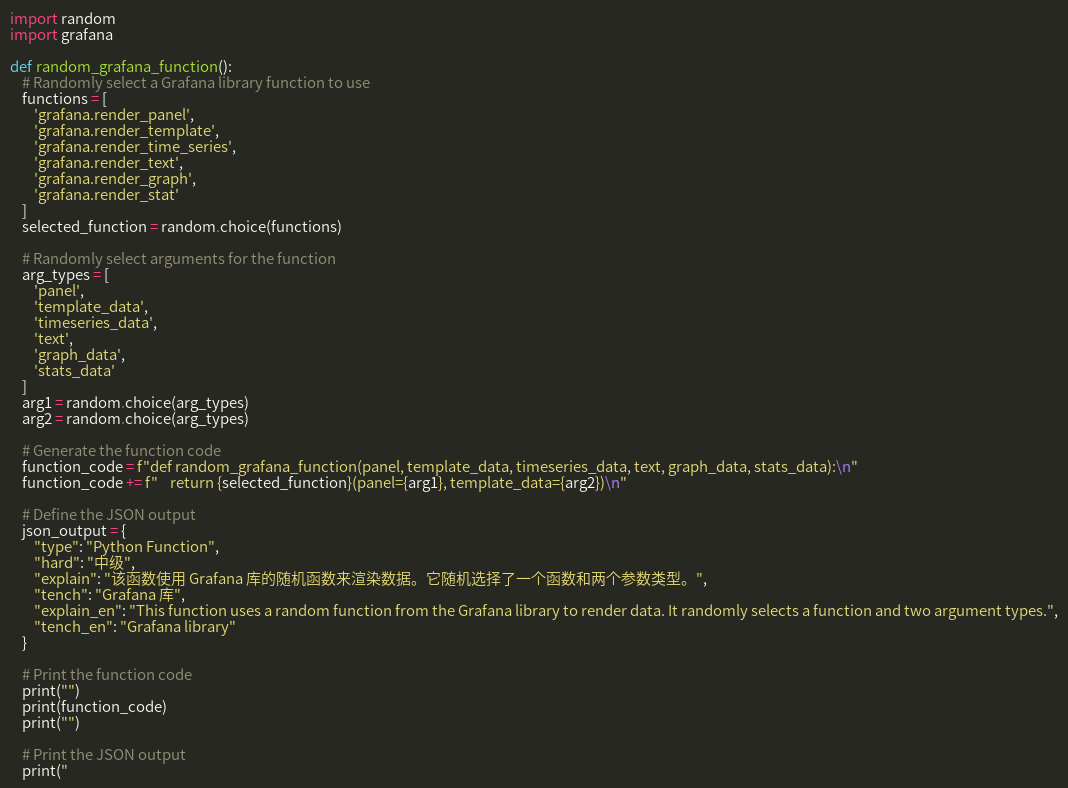 import random
import grafana

def random_grafana_function():
    # Randomly select a Grafana library function to use
    functions = [
        'grafana.render_panel',
        'grafana.render_template',
        'grafana.render_time_series',
        'grafana.render_text',
        'grafana.render_graph',
        'grafana.render_stat'
    ]
    selected_function = random.choice(functions)

    # Randomly select arguments for the function
    arg_types = [
        'panel',
        'template_data',
        'timeseries_data',
        'text',
        'graph_data',
        'stats_data'
    ]
    arg1 = random.choice(arg_types)
    arg2 = random.choice(arg_types)

    # Generate the function code
    function_code = f"def random_grafana_function(panel, template_data, timeseries_data, text, graph_data, stats_data):\n"
    function_code += f"    return {selected_function}(panel={arg1}, template_data={arg2})\n"

    # Define the JSON output
    json_output = {
        "type": "Python Function",
        "hard": "中级",
        "explain": "该函数使用 Grafana 库的随机函数来渲染数据。它随机选择了一个函数和两个参数类型。",
        "tench": "Grafana 库",
        "explain_en": "This function uses a random function from the Grafana library to render data. It randomly selects a function and two argument types.",
        "tench_en": "Grafana library"
    }

    # Print the function code
    print("")
    print(function_code)
    print("")

    # Print the JSON output
    print("